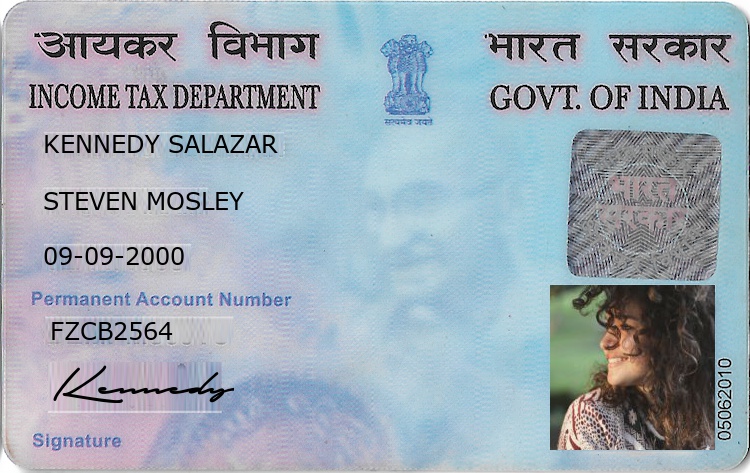 आयकर विभाग
भारत सरकार
INCOME TAX DEPARTMENT
GOVT. OF INDIA
सत्यमेव जयते
KENNEDY SALAZAR
STEVEN MOSLEY
09-09-2000
भारत
सरकार
Permanent Account Number
FZCB2564
Kennedy
Signature
05062010